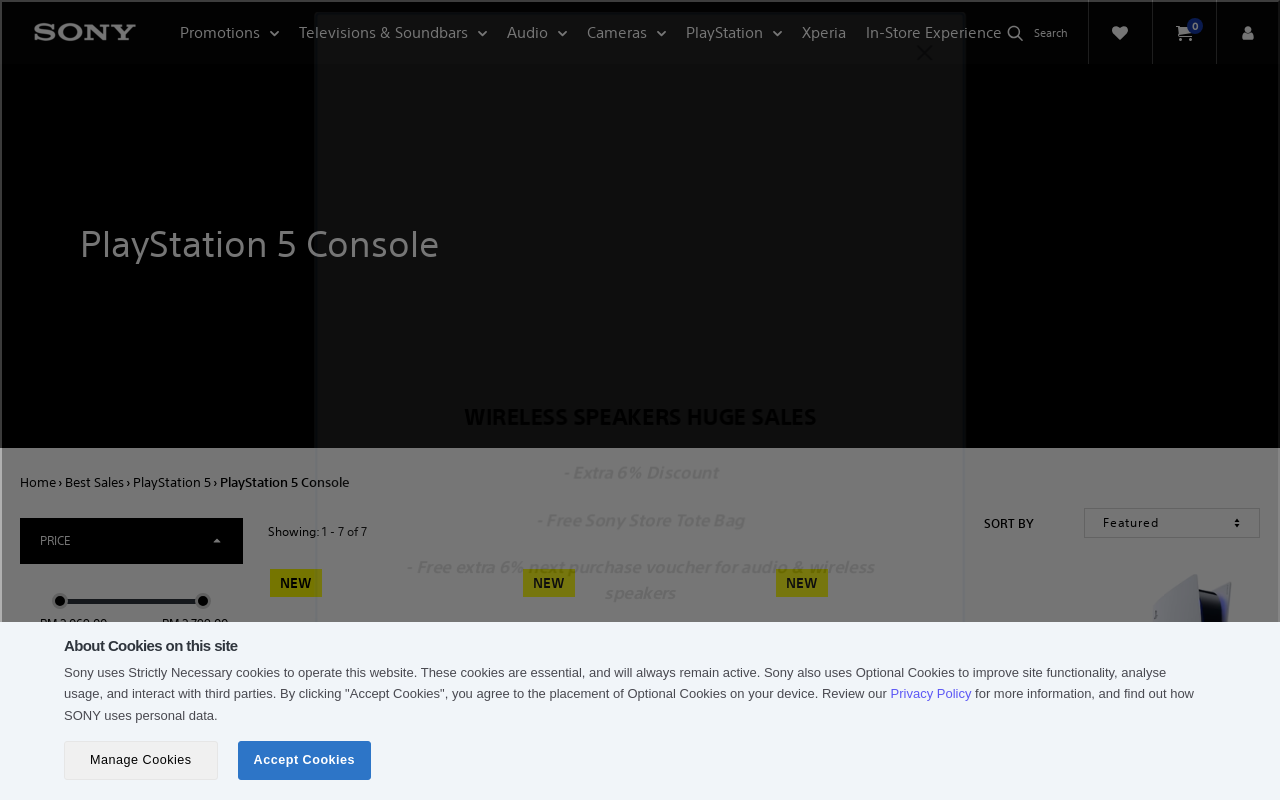 SONY Promotions Televisions & Soundbars Audio Cameras PlayStation Xperia In-Store Experience Search 0
PlayStation 5 Console
WIRELESS SPEAKERS HUGE SALES
- Extra 6% Discount
Home › Best Sales › PlayStation 5 › PlayStation 5 Console
- Free Sony Store Tote Bag
PRICE
Showing: 1 - 7 of 7
SORT BY Featured
- Free extra 6% next purchase voucher for audio & wireless
speakers
NEW NEW NEW
About Cookies on this site
Sony uses Strictly Necessary cookies to operate this website. These cookies are essential, and will always remain active. Sony also uses Optional Cookies to improve site functionality, analyse
usage, and interact with third parties. By clicking "Accept Cookies", you agree to the placement of Optional Cookies on your device. Review our Privacy Policy for more information, and find out how
SONY uses personal data.
Manage Cookies Accept Cookies